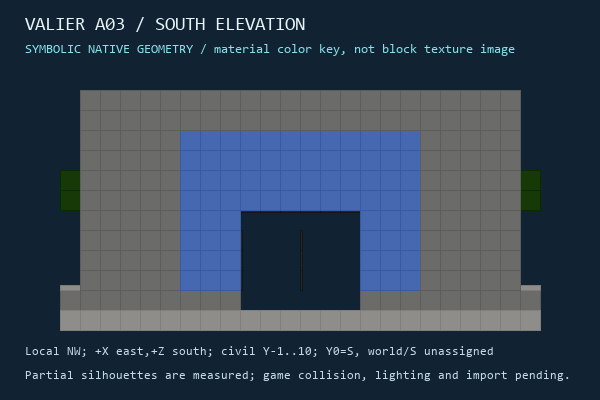 VALIER A03 / SOUTH ELEVATION
SYMBOLIC NATIVE GEOMETRY / material color key, not block texture image
Local NW; +X east,+Z south; civil Y-1..10; Y0=S, world/S unassigned
Partial silhouettes are measured; game collision, lighting and import pending.